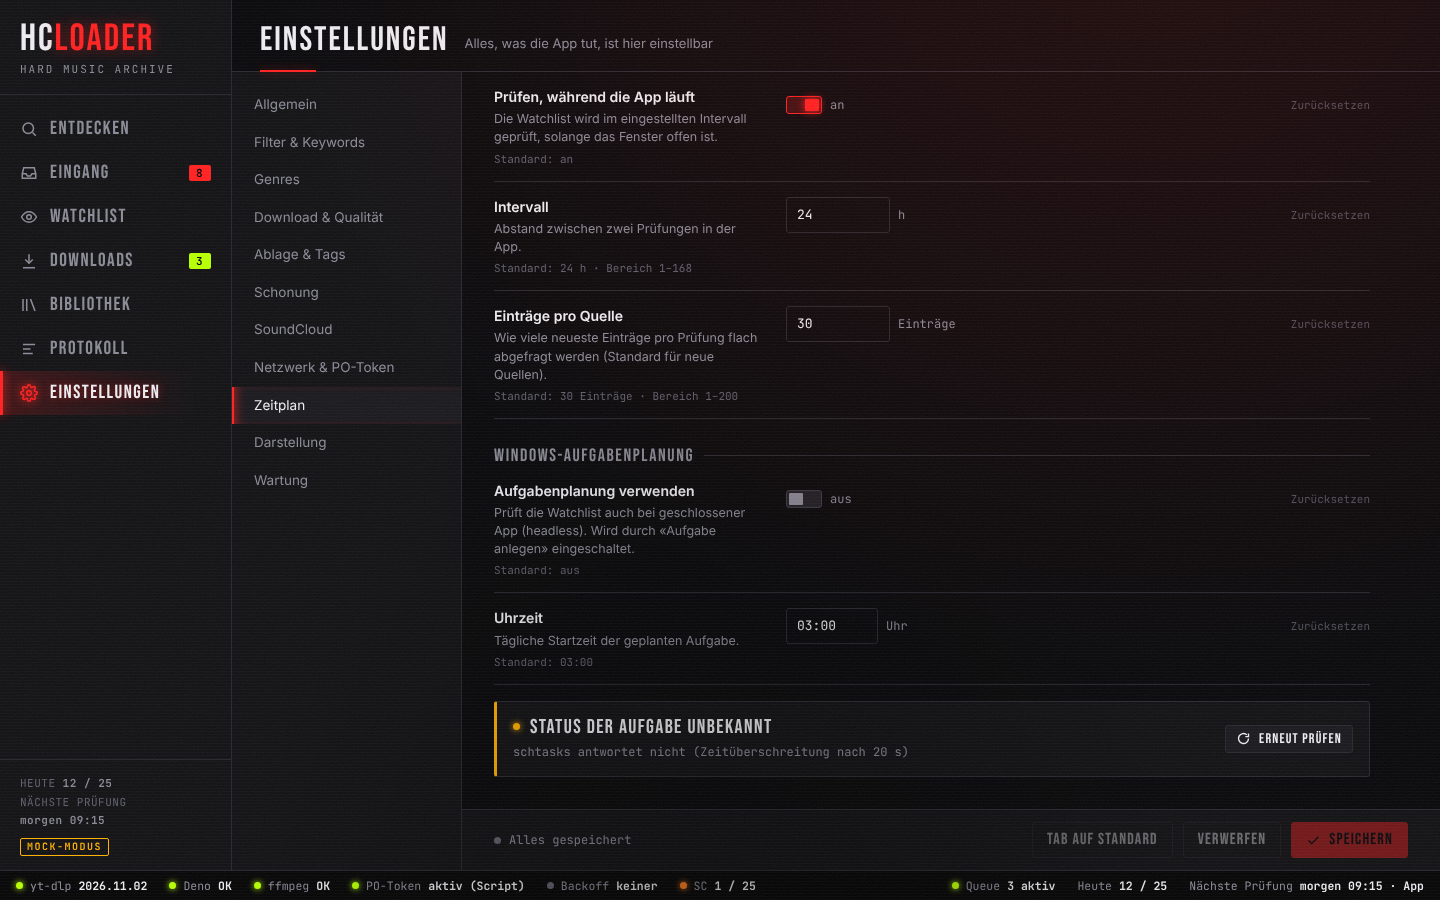 HCLOADER
HARD MUSIC ARCHIVE
ENTDECKEN
EINGANG 8
WATCHLIST
DOWNLOADS 3
BIBLIOTHEK
PROTOKOLL
EINSTELLUNGEN
HEUTE 12 / 25
NÄCHSTE PRÜFUNG
morgen 09:15
MOCK-MODUS
EINSTELLUNGEN Alles, was die App tut, ist hier einstellbar
Allgemein
Filter & Keywords
Genres
Download & Qualität
Ablage & Tags
Schonung
SoundCloud
Netzwerk & PO-Token
Zeitplan
Darstellung
Wartung
Prüfen, während die App läuft
Die Watchlist wird im eingestellten Intervall
geprüft, solange das Fenster offen ist.
Standard: an
an
Zurücksetzen
Intervall
Abstand zwischen zwei Prüfungen in der
App.
Standard: 24 h · Bereich 1–168
24 h
Zurücksetzen
Einträge pro Quelle
Wie viele neueste Einträge pro Prüfung flach
abgefragt werden (Standard für neue
Quellen).
Standard: 30 Einträge · Bereich 1–200
30 Einträge
Zurücksetzen
WINDOWS-AUFGABENPLANUNG
Aufgabenplanung verwenden
Prüft die Watchlist auch bei geschlossener
App (headless). Wird durch «Aufgabe
anlegen» eingeschaltet.
Standard: aus
aus
Zurücksetzen
Uhrzeit
Tägliche Startzeit der geplanten Aufgabe.
Standard: 03:00
03:00 Uhr
Zurücksetzen
STATUS DER AUFGABE UNBEKANNT
schtasks antwortet nicht (Zeitüberschreitung nach 20 s)
ERNEUT PRÜFEN
Alles gespeichert
TAB AUF STANDARD
VERWERFEN
SPEICHERN
yt-dlp 2026.11.02 Deno OK ffmpeg OK PO-Token aktiv (Script) Backoff keiner SC 1 / 25 Queue 3 aktiv Heute 12 / 25 Nächste Prüfung morgen 09:15 · App